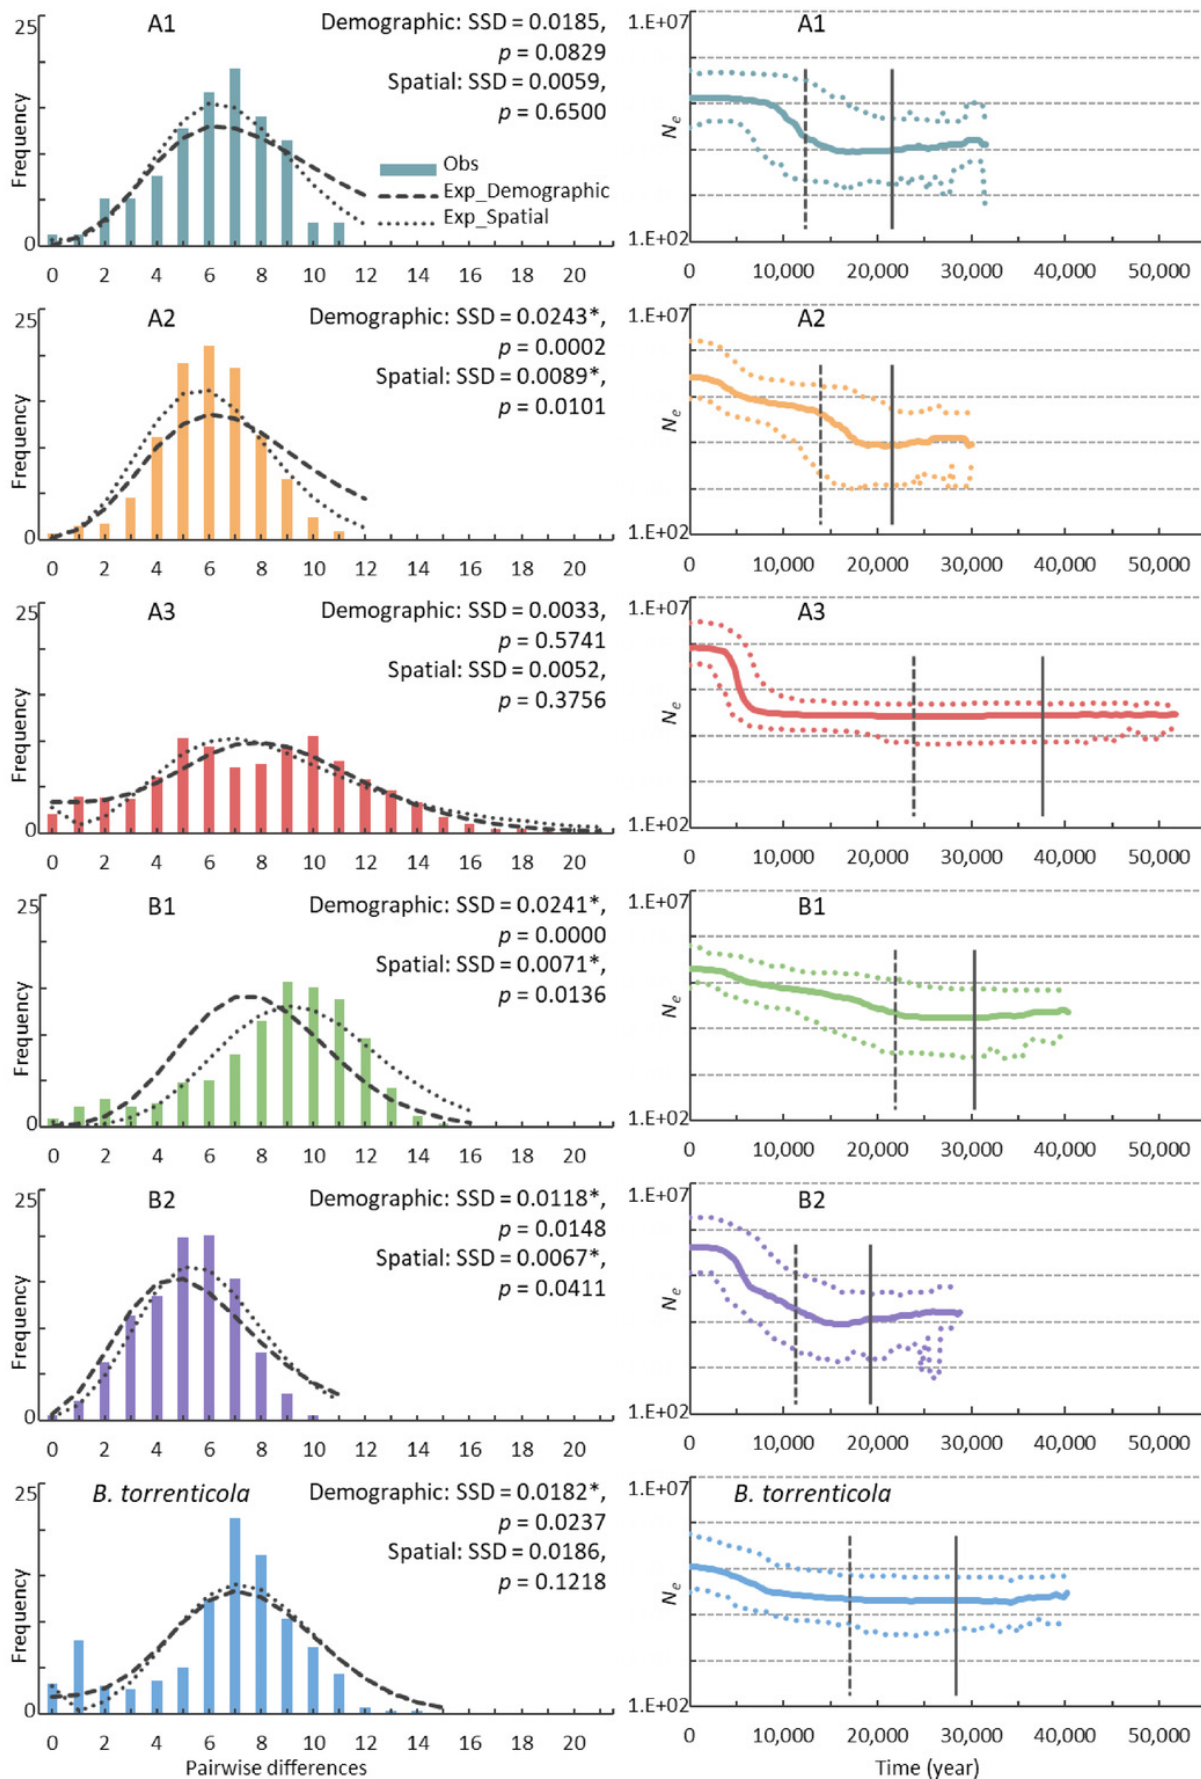 25
A1
Demographic: SSD = 0.0185,
p = 0.0829
Spatial: SSD = 0.0059,
p = 0.6500
Frequency
Obs
Exp_Demographic
Exp_Spatial
0
0 2 4 6 8 10 12 14 16 18 20
1.E+07
A1
Ne
1.E+02
0 10,000 20,000 30,000 40,000 50,000
25
A2
Demographic: SSD = 0.0243*,
p = 0.0002
Spatial: SSD = 0.0089*,
p = 0.0101
Frequency
0
0 2 4 6 8 10 12 14 16 18 20
1.E+07
A2
Ne
1.E+02
0 10,000 20,000 30,000 40,000 50,000
25
A3
Demographic: SSD = 0.0033,
p = 0.5741
Spatial: SSD = 0.0052,
p = 0.3756
Frequency
0
0 2 4 6 8 10 12 14 16 18 20
1.E+07
A3
Ne
1.E+02
0 10,000 20,000 30,000 40,000 50,000
25
B1
Demographic: SSD = 0.0241*,
p = 0.0000
Spatial: SSD = 0.0071*,
p = 0.0136
Frequency
0
0 2 4 6 8 10 12 14 16 18 20
1.E+07
B1
Ne
1.E+02
0 10,000 20,000 30,000 40,000 50,000
25
B2
Demographic: SSD = 0.0118*,
p = 0.0148
Spatial: SSD = 0.0067*,
p = 0.0411
Frequency
0
0 2 4 6 8 10 12 14 16 18 20
1.E+07
B2
Ne
1.E+02
0 10,000 20,000 30,000 40,000 50,000
25
B. torrenticola
Demographic: SSD = 0.0182*,
p = 0.0237
Spatial: SSD = 0.0186,
p = 0.1218
Frequency
0
0 2 4 6 8 10 12 14 16 18 20
Pairwise differences
1.E+07
B. torrenticola
Ne
1.E+02
0 10,000 20,000 30,000 40,000 50,000
Time (year)